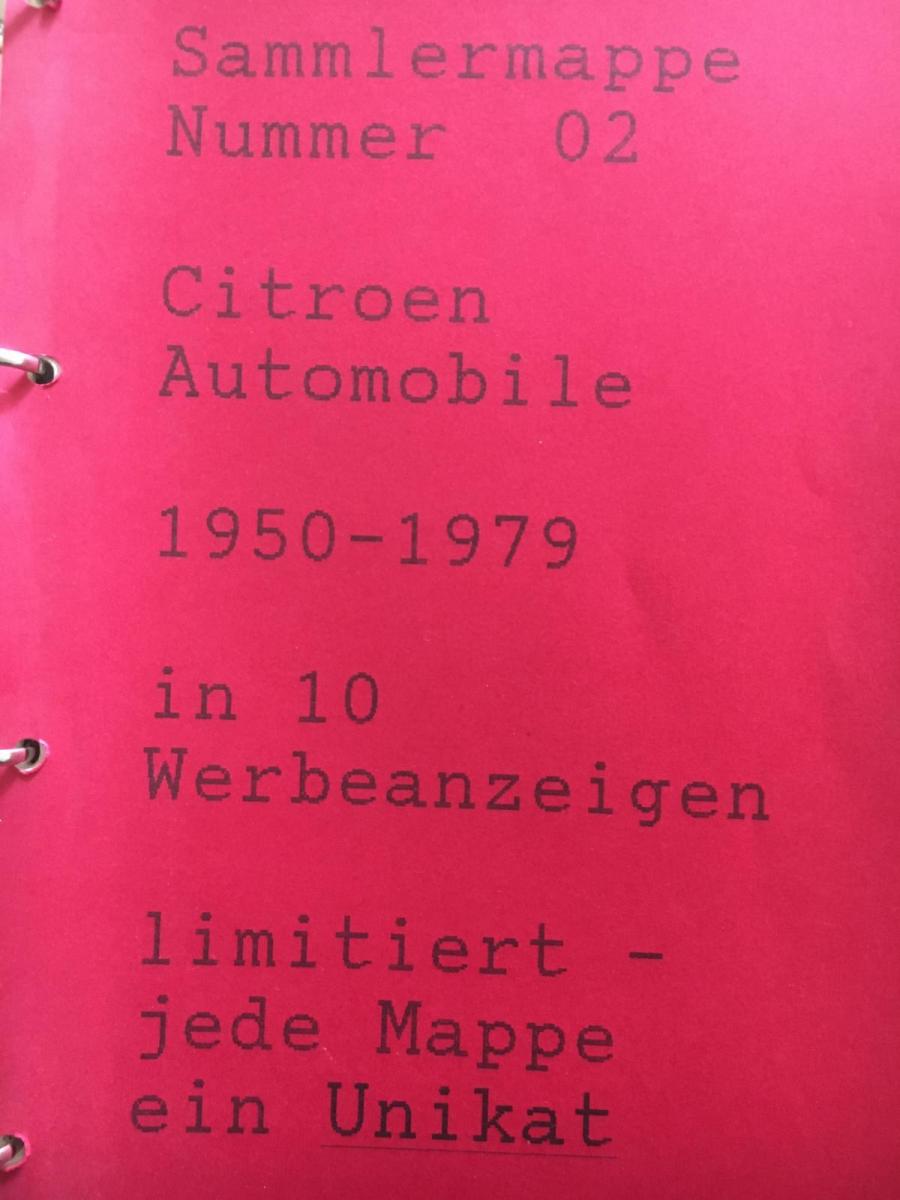 Sammlermappe
Nummer 02
Citroen
Automobile
1950-1979
in 10
Werbeanzeigen
limitiert -
jede Mappe
ein Unikat